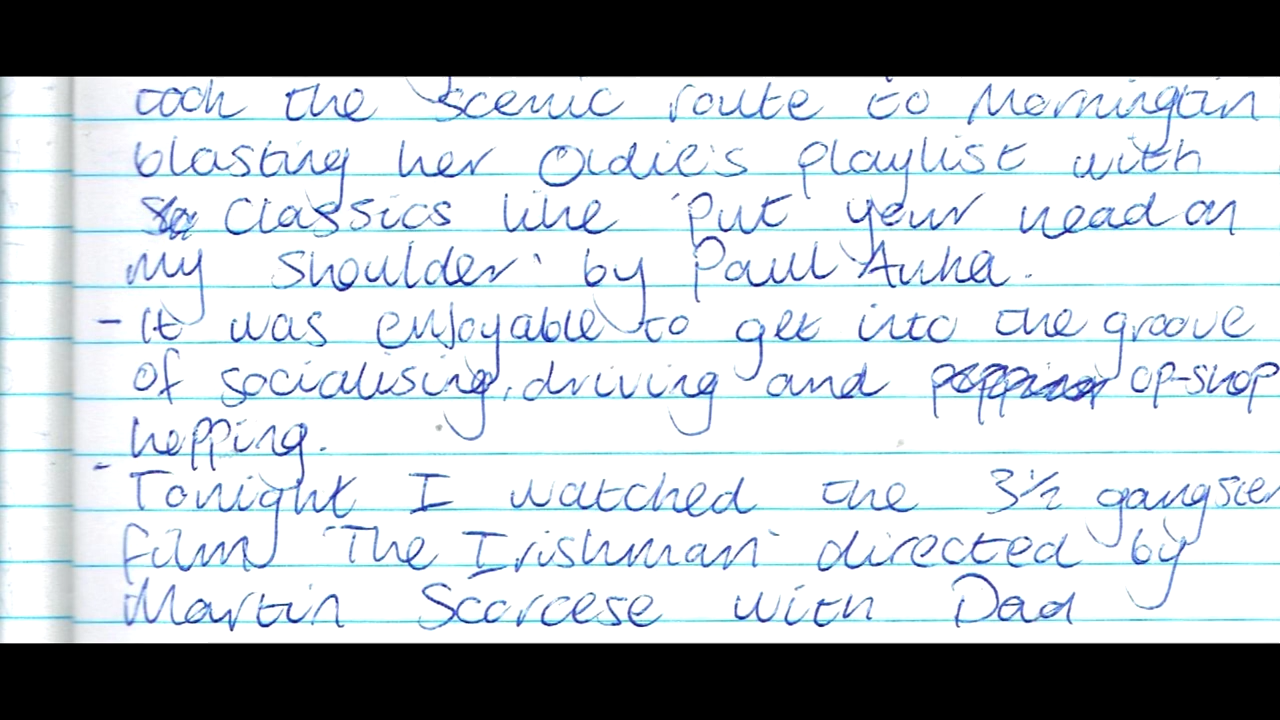 took the scenic route to Mornington
blasting her Oldie's playlist with
Classics like 'Put your head on
my shoulder' by Paul Anka.
- It was enjoyable to get into the groove
of socialising, driving and op-shop
hopping.
- Tonight I watched the 3½ gangster
film 'The Irishman' directed by
Martin Scorcese with Dad